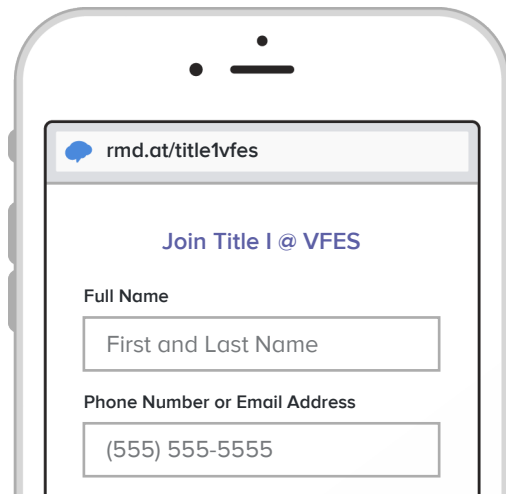 rmd.at/title1vfes
Join Title I @ VFES
Full Name
First and Last Name
Phone Number or Email Address
(555) 555-5555